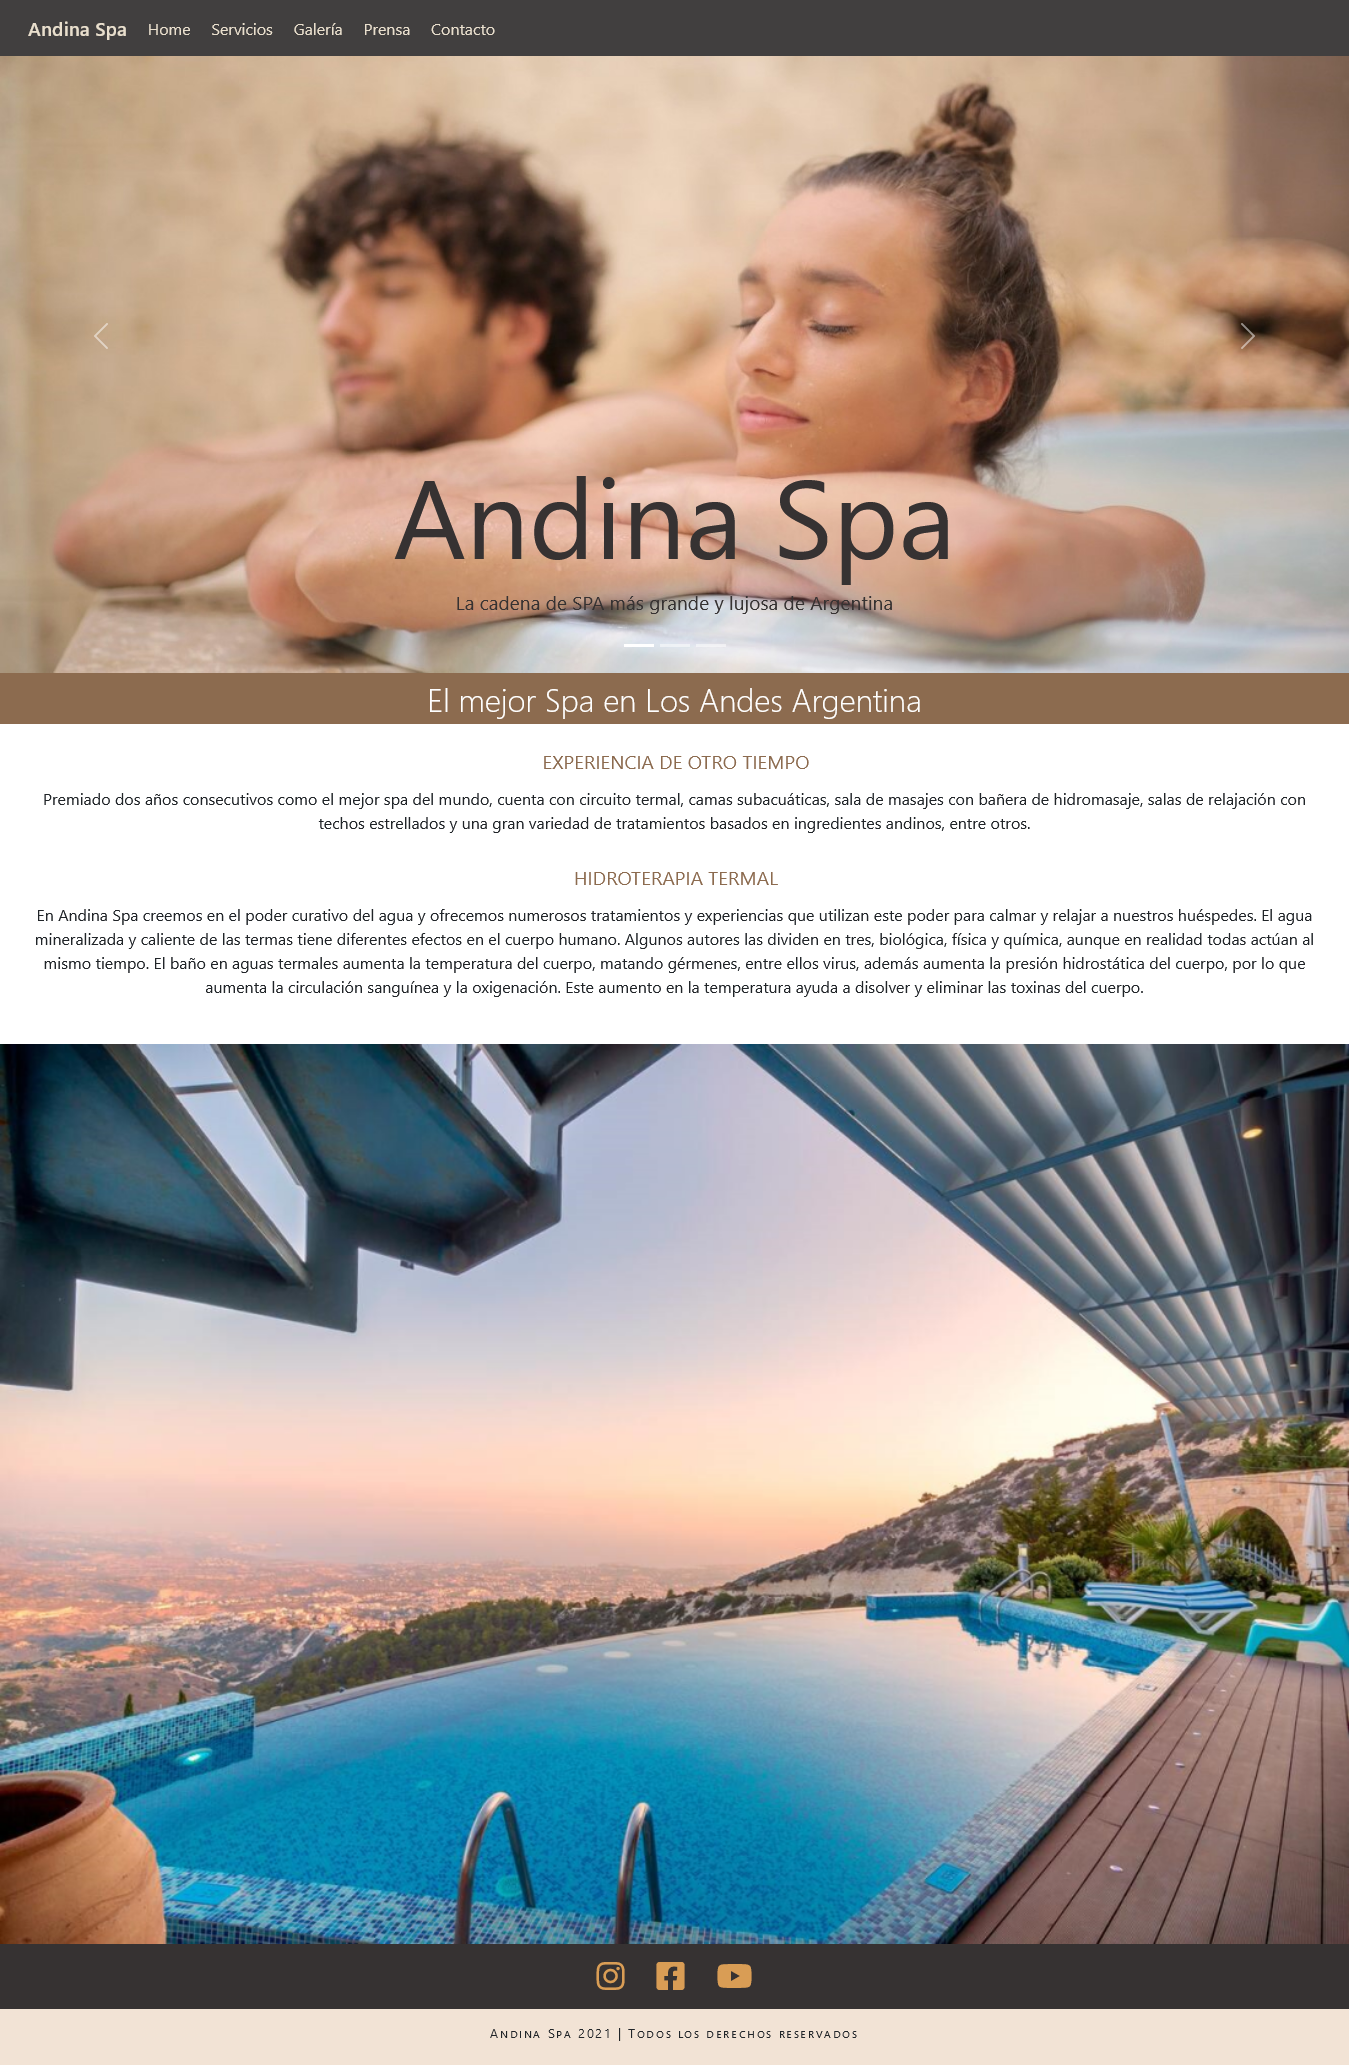 Andina Spa Home Servicios Galería Prensa Contacto
Andina Spa
La cadena de SPA más grande y lujosa de Argentina
El mejor Spa en Los Andes Argentina
EXPERIENCIA DE OTRO TIEMPO
Premiado dos años consecutivos como el mejor spa del mundo, cuenta con circuito termal, camas subacuáticas, sala de masajes con bañera de hidromasaje, salas de relajación con
techos estrellados y una gran variedad de tratamientos basados en ingredientes andinos, entre otros.
HIDROTERAPIA TERMAL
En Andina Spa creemos en el poder curativo del agua y ofrecemos numerosos tratamientos y experiencias que utilizan este poder para calmar y relajar a nuestros huéspedes. El agua
mineralizada y caliente de las termas tiene diferentes efectos en el cuerpo humano. Algunos autores las dividen en tres, biológica, física y química, aunque en realidad todas actúan al
mismo tiempo. El baño en aguas termales aumenta la temperatura del cuerpo, matando gérmenes, entre ellos virus, además aumenta la presión hidrostática del cuerpo, por lo que
aumenta la circulación sanguínea y la oxigenación. Este aumento en la temperatura ayuda a disolver y eliminar las toxinas del cuerpo.
Andina Spa 2021 | Todos los derechos reservados